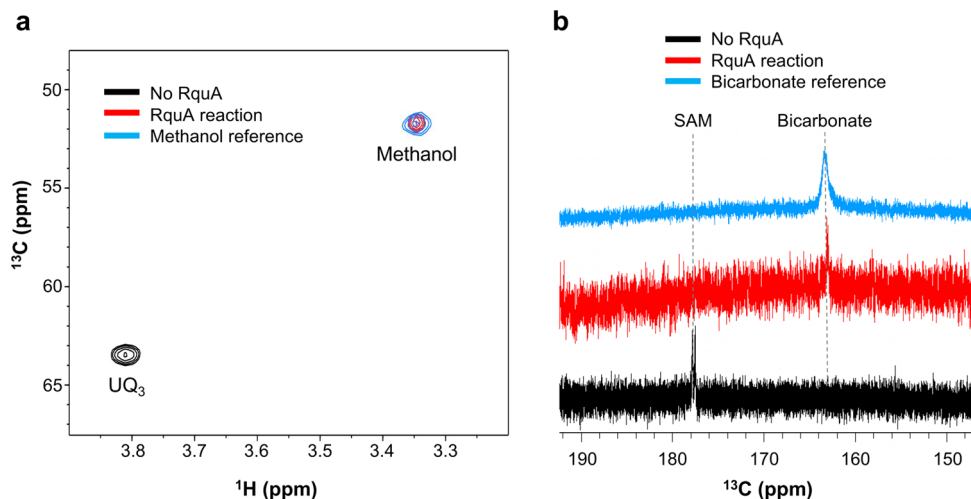 a
No RquA
RquA reaction
Methanol reference
Methanol
UQ₃
50
55
60
65
¹³C (ppm)
3.8 3.7 3.6 3.5 3.4 3.3
¹H (ppm)
b
No RquA
RquA reaction
Bicarbonate reference
SAM Bicarbonate
190 180 170 160 150
¹³C (ppm)